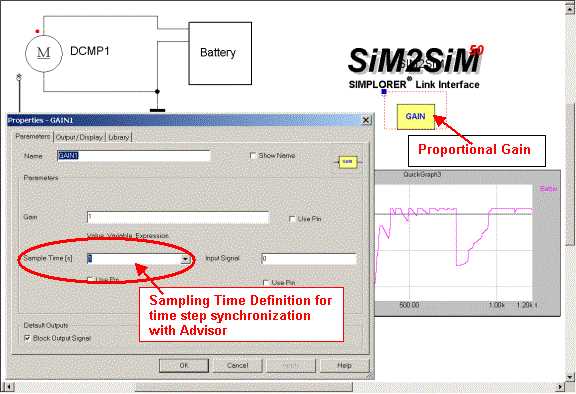 M
DCMP1
Battery
SiM2SiM 50
SIM2SIM
SIMPLORER® Link Interface
GAIN
Proportional Gain
Properties - GAIN1
Parameters
Output / Display
Library
Name
GAIN1
Show Name
GAIN
Parameters
Gain
1
Use Pin
Value, Variable, Expression
Sample Time [s]
Input Signal
0
Use Pin
Use Pin
Sampling Time Definition for
time step synchronization
with Advisor
Default Outputs
Block Output Signal
OK
Cancel
Apply
Help
QuickGraph3
Batter
500.00
1.00k
1.20k t